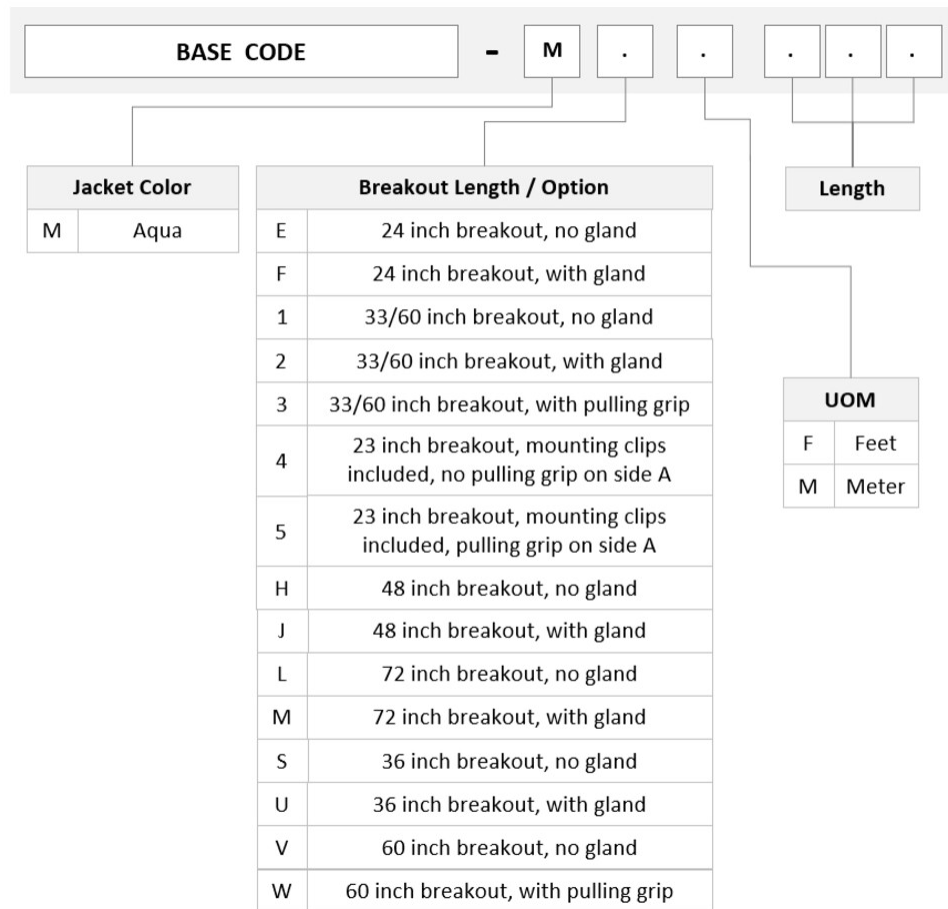 BASE CODE - M . . . . .
Jacket Color
M Aqua
Breakout Length / Option
E 24 inch breakout, no gland
F 24 inch breakout, with gland
1 33/60 inch breakout, no gland
2 33/60 inch breakout, with gland
3 33/60 inch breakout, with pulling grip
4 23 inch breakout, mounting clips
included, no pulling grip on side A
5 23 inch breakout, mounting clips
included, pulling grip on side A
H 48 inch breakout, no gland
J 48 inch breakout, with gland
L 72 inch breakout, no gland
M 72 inch breakout, with gland
S 36 inch breakout, no gland
U 36 inch breakout, with gland
V 60 inch breakout, no gland
W 60 inch breakout, with pulling grip
Length
UOM
F Feet
M Meter